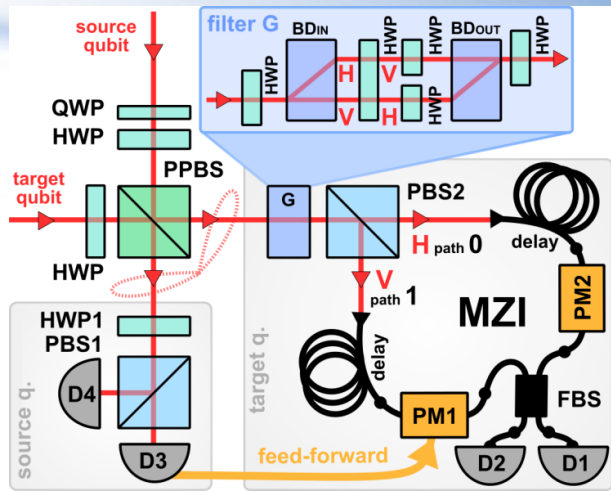 source
qubit
filter G
BDIN
BDOUT
HWP
HWP
HWP
HWP
HWP
HWP
H
V
V
H
QWP
HWP
target
qubit
PPBS
HWP
G
PBS2
H path 0
delay
V
path 1
delay
MZI
PM2
PM1
FBS
D2
D1
HWP1
PBS1
D4
D3
source q.
target q.
feed-forward